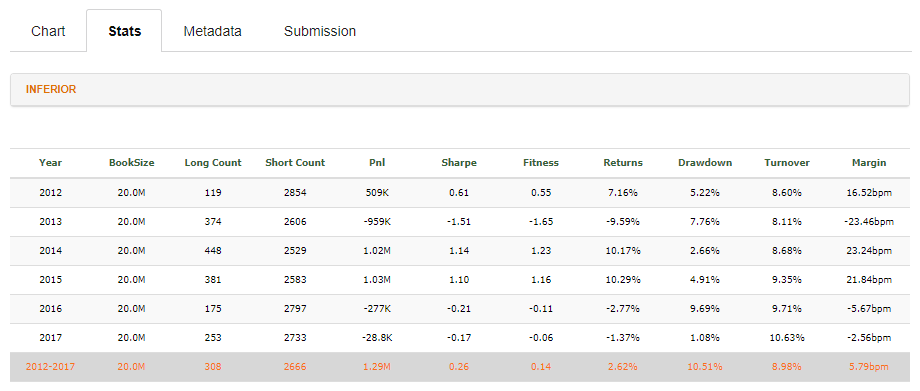 Chart Stats Metadata Submission
INFERIOR
Year BookSize Long Count Short Count Pnl Sharpe Fitness Returns Drawdown Turnover Margin
2012 20.0M 119 2854 509K 0.61 0.55 7.16% 5.22% 8.60% 16.52bpm
2013 20.0M 374 2606 -959K -1.51 -1.65 -9.59% 7.76% 8.11% -23.46bpm
2014 20.0M 448 2529 1.02M 1.14 1.23 10.17% 2.66% 8.68% 23.24bpm
2015 20.0M 381 2583 1.03M 1.10 1.16 10.29% 4.91% 9.35% 21.84bpm
2016 20.0M 175 2797 -277K -0.21 -0.11 -2.77% 9.69% 9.71% -5.67bpm
2017 20.0M 253 2733 -28.8K -0.17 -0.06 -1.37% 1.08% 10.63% -2.56bpm
2012-2017 20.0M 308 2666 1.29M 0.26 0.14 2.62% 10.51% 8.98% 5.79bpm